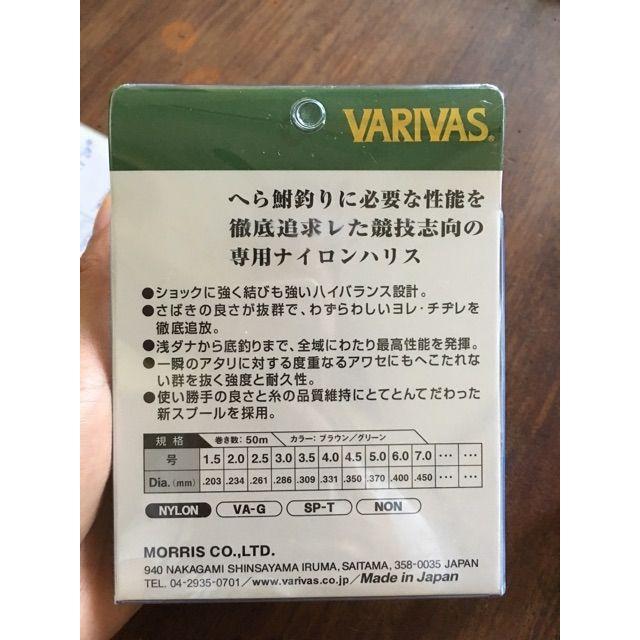 VARIVAS®
へら鮒釣りに必要な性能を
徹底追求レた競技志向の
専用ナイロンハリス
●ショックに強く結びも強いハイバランス設計。
●さばきの良さが抜群で、わずらわしいヨレ・チヂレを
徹底追放。
●浅ダナから底釣りまで、全域にわたり最高性能を発揮。
●一瞬のアタリに対する度重なるアワセにもへこたれな
い群を抜く強度と耐久性。
●使い勝手の良さと糸の品質維持にとてとんてだわった
新スプールを採用。
規格 巻き数：50m カラー：ブラウン／グリーン
号 1.5 2.0 2.5 3.0 3.5 4.0 4.5 5.0 6.0 7.0 … …
Dia.(mm) .203 .234 .261 .286 .309 .331 .350 .370 .400 .450 … …
NYLON VA-G SP-T NON
MORRIS CO.,LTD.
940 NAKAGAMI SHINSAYAMA IRUMA, SAITAMA, 358-0035 JAPAN
TEL. 04-2935-0701／www.varivas.co.jp／Made in Japan